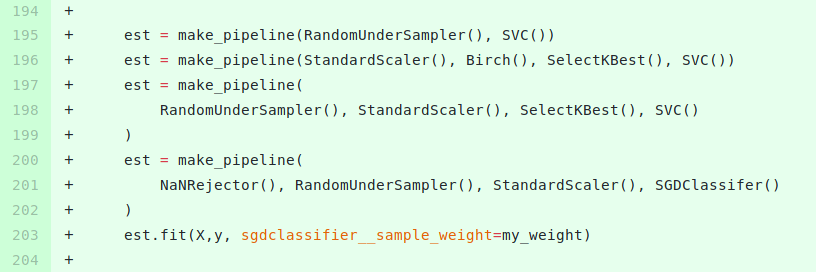 194 +
195 + est = make_pipeline(RandomUnderSampler(), SVC())
196 + est = make_pipeline(StandardScaler(), Birch(), SelectKBest(), SVC())
197 + est = make_pipeline(
198 + RandomUnderSampler(), StandardScaler(), SelectKBest(), SVC()
199 + )
200 + est = make_pipeline(
201 + NaNRejector(), RandomUnderSampler(), StandardScaler(), SGDClassifer()
202 + )
203 + est.fit(X,y, sgdclassifier__sample_weight=my_weight)
204 +